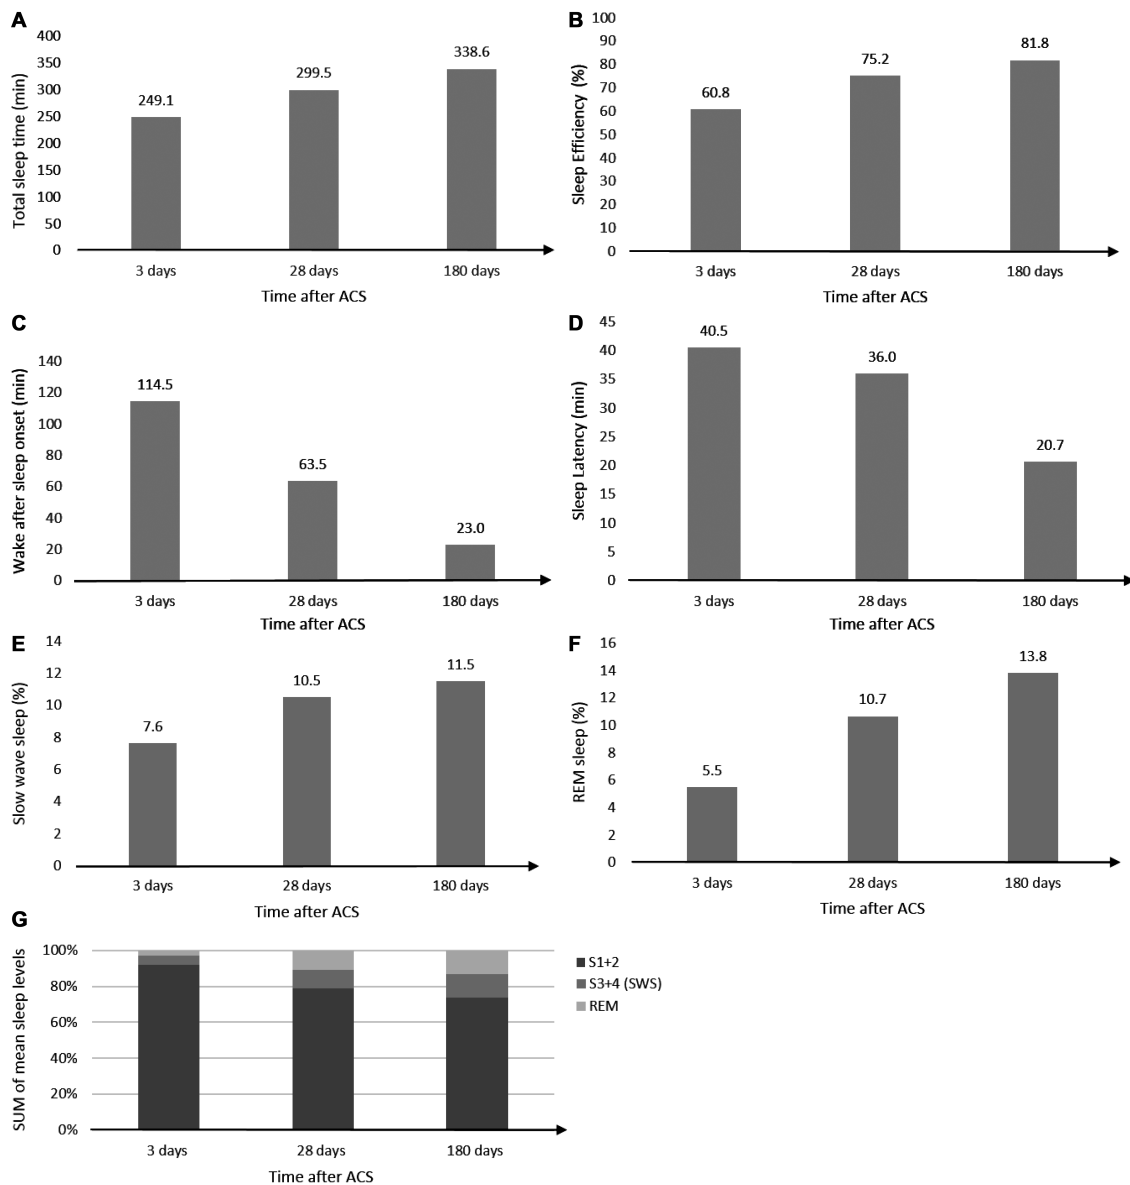 A
Total sleep time (min)
400
350
300
250
200
150
100
50
0
249.1
299.5
338.6
3 days
28 days
180 days
Time after ACS
B
Sleep Efficiency (%)
100
90
80
70
60
50
40
30
20
10
0
60.8
75.2
81.8
3 days
28 days
180 days
Time after ACS
C
Wake after sleep onset (min)
140
120
100
80
60
40
20
0
114.5
63.5
23.0
3 days
28 days
180 days
Time after ACS
D
Sleep Latency (min)
45
40
35
30
25
20
15
10
5
0
40.5
36.0
20.7
3 days
28 days
180 days
Time after ACS
E
Slow wave sleep (%)
14
12
10
8
6
4
2
0
7.6
10.5
11.5
3 days
28 days
180 days
Time after ACS
F
REM sleep (%)
16
14
12
10
8
6
4
2
0
5.5
10.7
13.8
3 days
28 days
180 days
Time after ACS
G
SUM of mean sleep levels
100%
80%
60%
40%
20%
0%
3 days
28 days
180 days
Time after ACS
S1+2
S3+4 (SWS)
REM